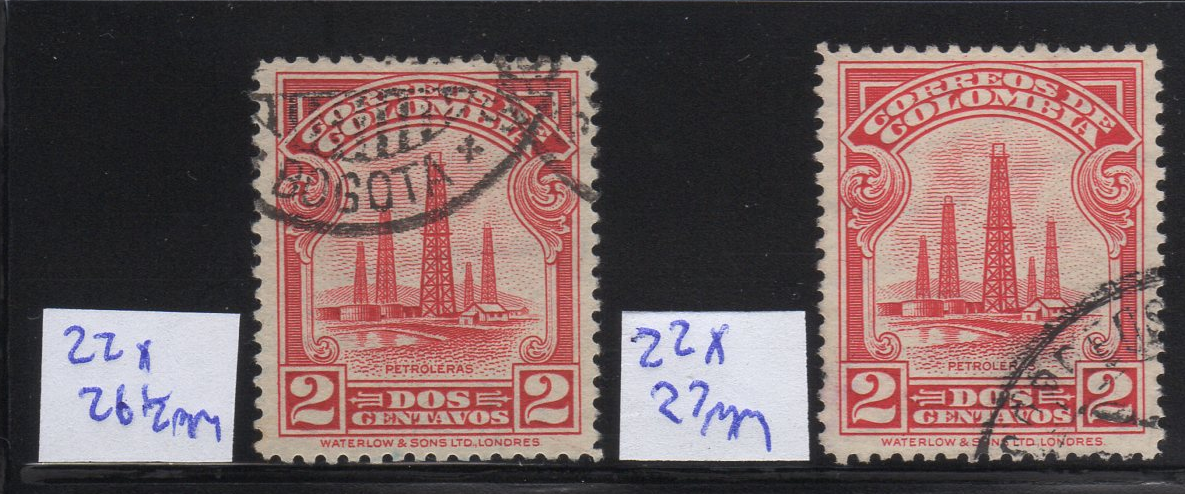 22 x
26½mm
CORREOS DE
COLOMBIA
BOGOTA *
PETROLERAS
2 DOS 2
CENTAVOS
WATERLOW & SONS LTD, LONDRES.
22 x
27mm
CORREOS DE
COLOMBIA
PETROLERAS
2 DOS 2
CENTAVOS
WATERLOW & SONS LTD, LONDRES.